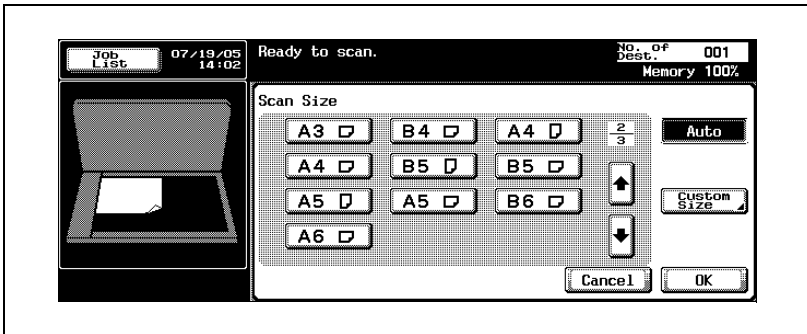 Job List
07/19/05
14:02
Ready to scan.
No. of Dest. 001
Memory 100%
Scan Size
A3 B4 A4 2/3 Auto
A4 B5 B5
A5 A5 B6 Custom Size
A6
Cancel OK